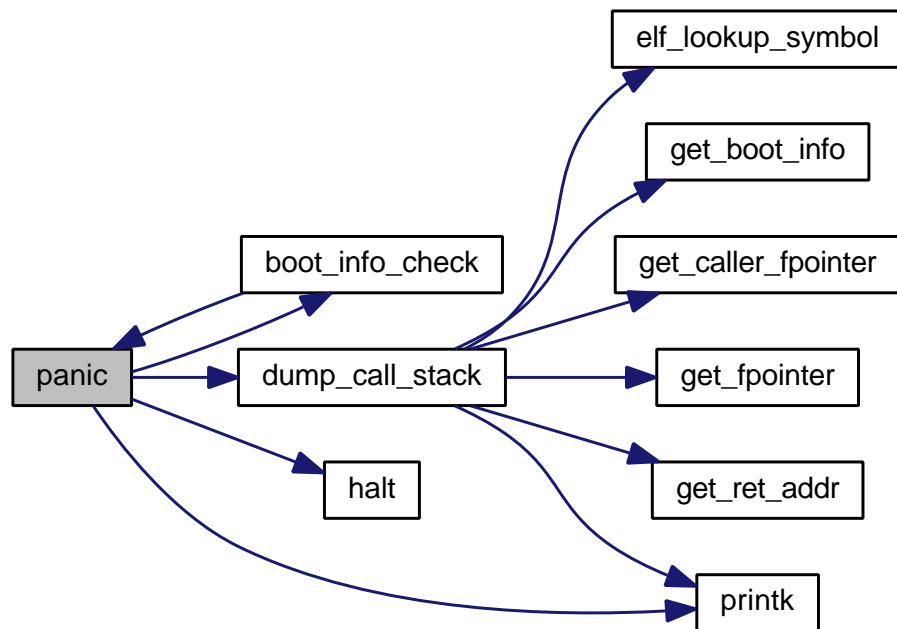 elf_lookup_symbol
get_boot_info
boot_info_check
get_caller_fpointer
panic
dump_call_stack
get_fpointer
halt
get_ret_addr
printk